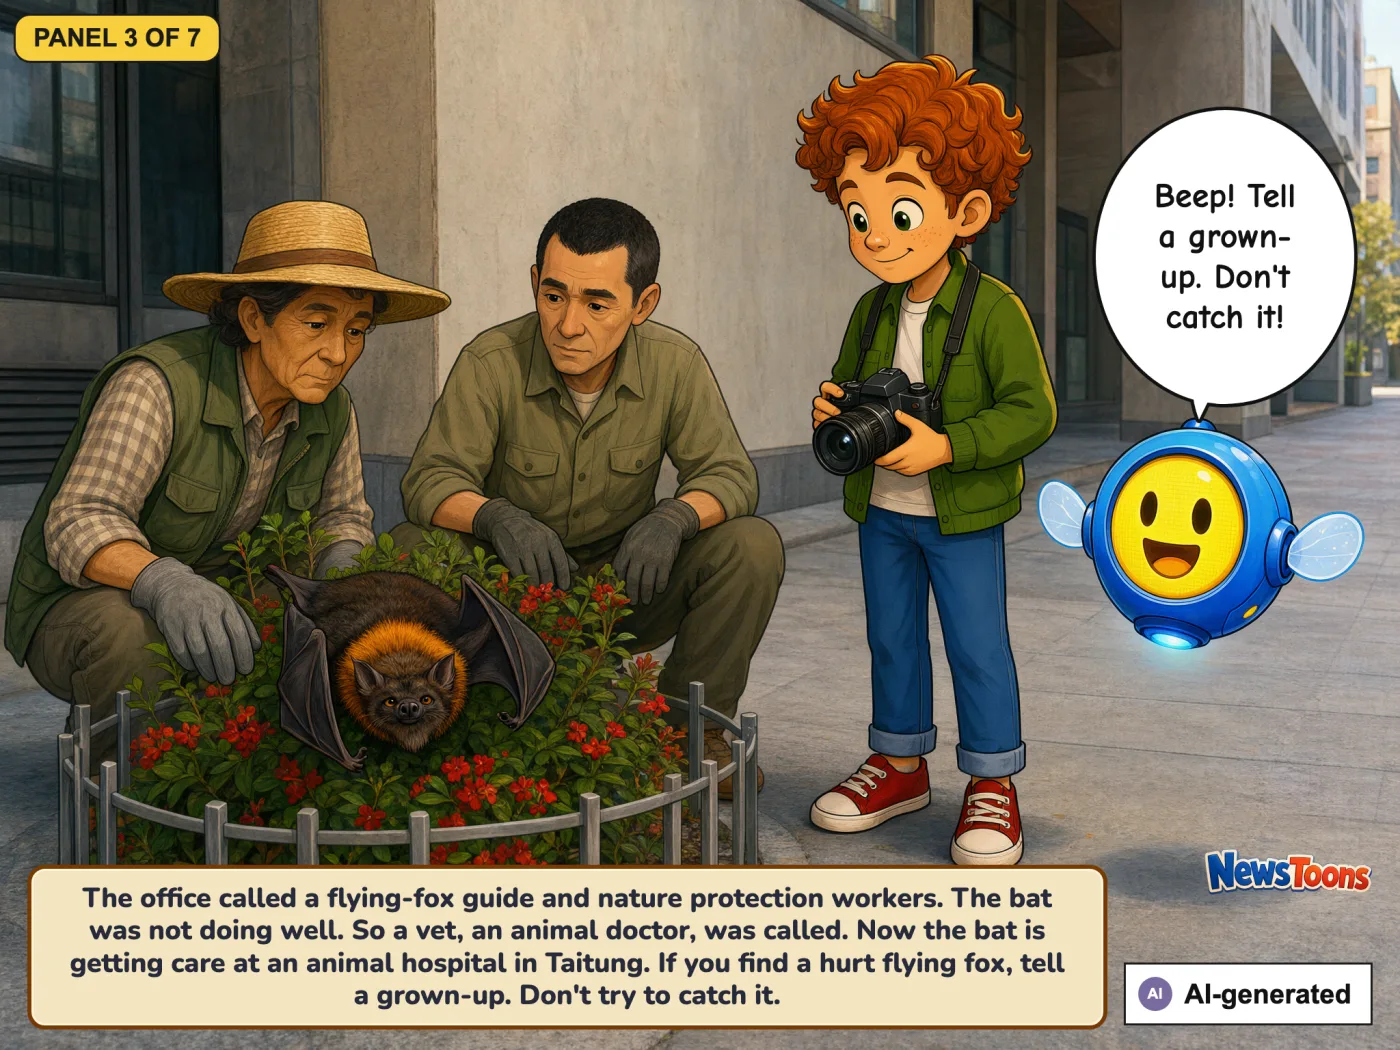 PANEL 3 OF 7
Beep! Tell
a grown-
up. Don't
catch it!
NEWSTOONS
The office called a flying-fox guide and nature protection workers. The bat
was not doing well. So a vet, an animal doctor, was called. Now the bat is
getting care at an animal hospital in Taitung. If you find a hurt flying fox, tell
a grown-up. Don't try to catch it.
AI AI-generated